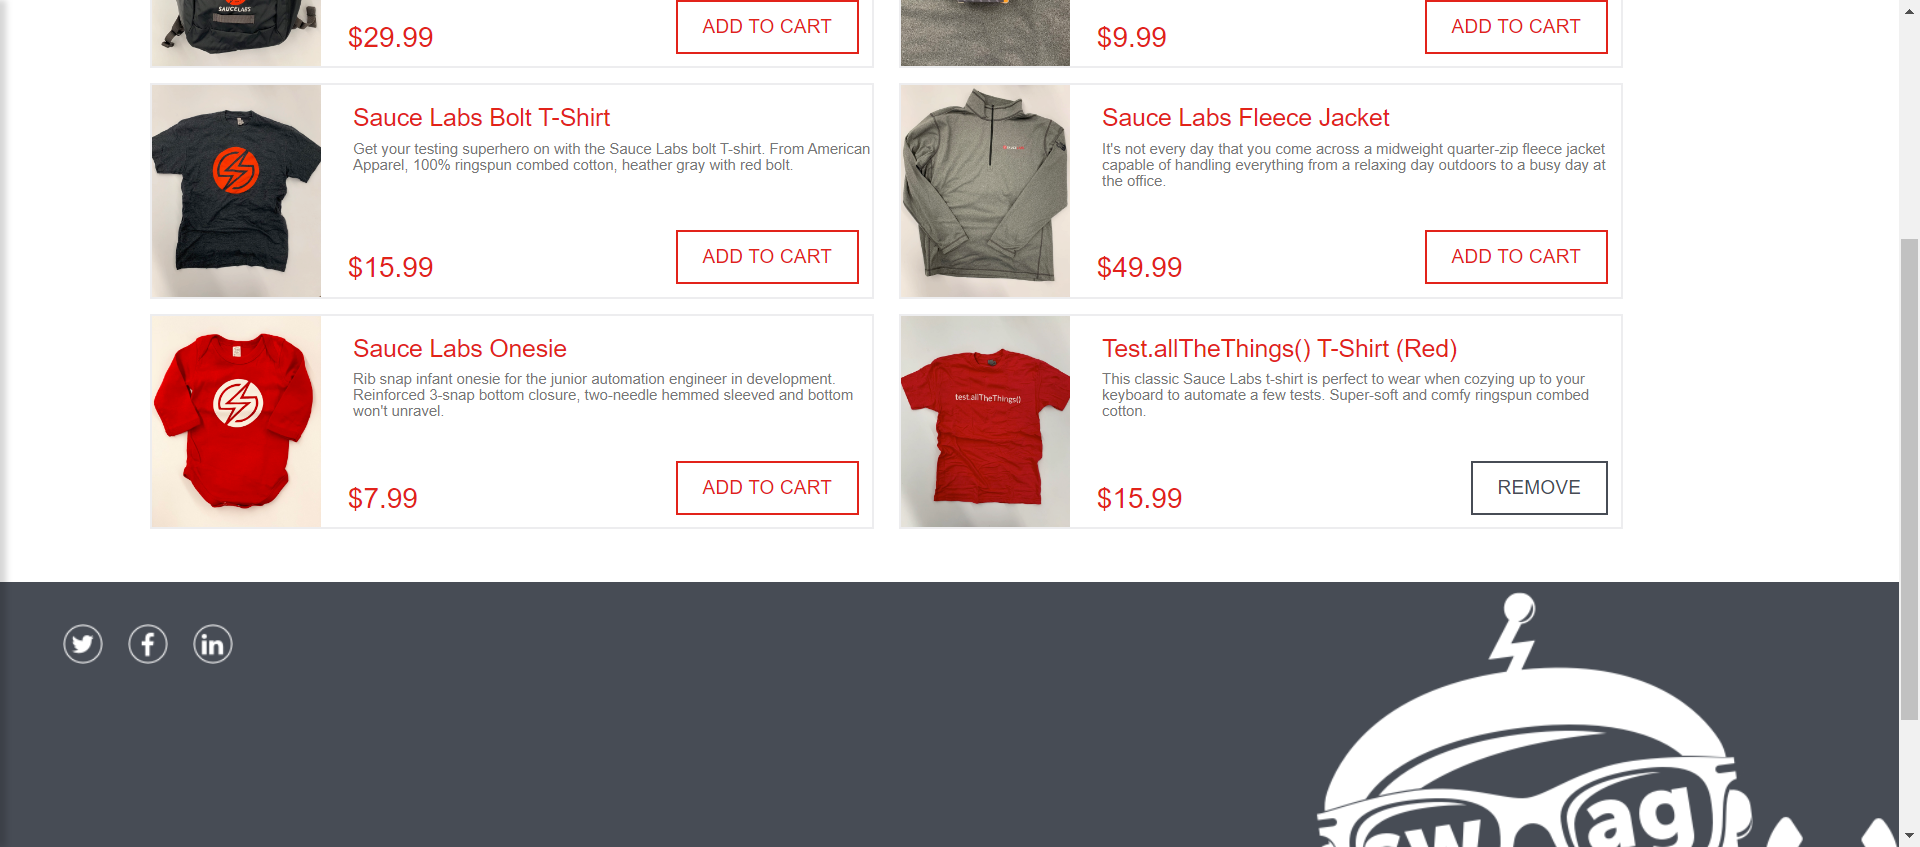 SAUCELABS
$29.99
ADD TO CART
$9.99
ADD TO CART
Sauce Labs Bolt T-Shirt
Get your testing superhero on with the Sauce Labs bolt T-shirt. From American
Apparel, 100% ringspun combed cotton, heather gray with red bolt.
$15.99
ADD TO CART
Sauce Labs Fleece Jacket
It's not every day that you come across a midweight quarter-zip fleece jacket
capable of handling everything from a relaxing day outdoors to a busy day at
the office.
$49.99
ADD TO CART
Sauce Labs Onesie
Rib snap infant onesie for the junior automation engineer in development.
Reinforced 3-snap bottom closure, two-needle hemmed sleeved and bottom
won't unravel.
$7.99
ADD TO CART
test.allTheThings()
Test.allTheThings() T-Shirt (Red)
This classic Sauce Labs t-shirt is perfect to wear when cozying up to your
keyboard to automate a few tests. Super-soft and comfy ringspun combed
cotton.
$15.99
REMOVE
in
sw ag